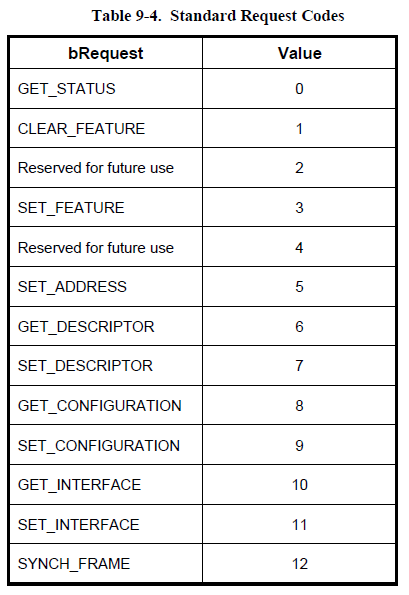 Table 9-4. Standard Request Codes
bRequest Value
GET_STATUS 0
CLEAR_FEATURE 1
Reserved for future use 2
SET_FEATURE 3
Reserved for future use 4
SET_ADDRESS 5
GET_DESCRIPTOR 6
SET_DESCRIPTOR 7
GET_CONFIGURATION 8
SET_CONFIGURATION 9
GET_INTERFACE 10
SET_INTERFACE 11
SYNCH_FRAME 12